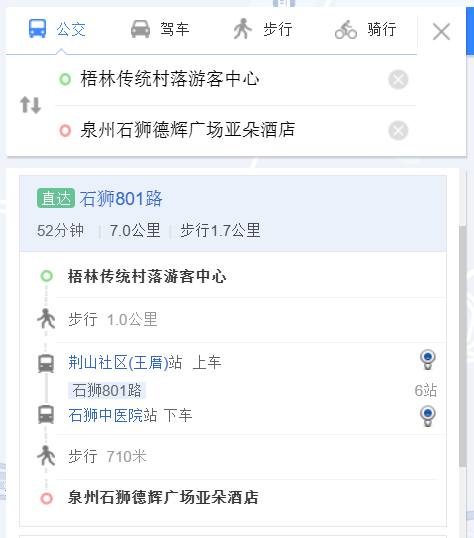 公交 驾车 步行 骑行
梧林传统村落游客中心
泉州石狮德辉广场亚朵酒店
直达 石狮801路
52分钟 | 7.0公里 | 步行1.7公里
梧林传统村落游客中心
步行 1.0公里
荆山社区(王厝)站 上车
石狮801路 6站
石狮中医院站 下车
步行 710米
泉州石狮德辉广场亚朵酒店